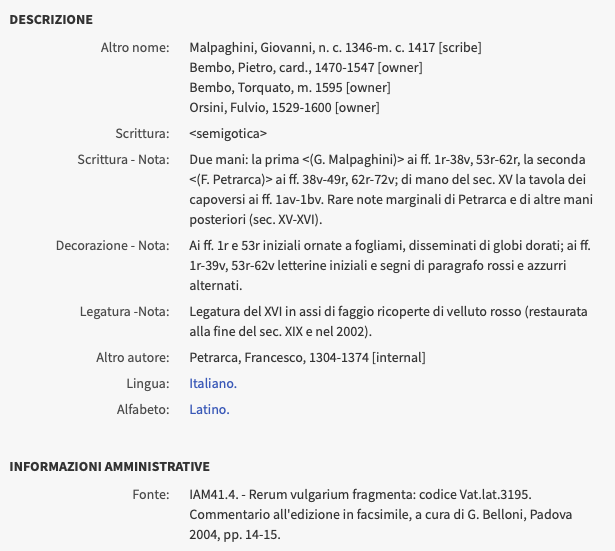 DESCRIZIONE
Altro nome: Malpaghini, Giovanni, n. c. 1346-m. c. 1417 [scribe]
Bembo, Pietro, card., 1470-1547 [owner]
Bembo, Torquato, m. 1595 [owner]
Orsini, Fulvio, 1529-1600 [owner]
Scrittura: <semigotica>
Scrittura - Nota: Due mani: la prima <(G. Malpaghini)> ai ff. 1r-38v, 53r-62r, la seconda
<(F. Petrarca)> ai ff. 38v-49r, 62r-72v; di mano del sec. XV la tavola dei
capoversi ai ff. 1av-1bv. Rare note marginali di Petrarca e di altre mani
posteriori (sec. XV-XVI).
Decorazione - Nota: Ai ff. 1r e 53r iniziali ornate a fogliami, disseminati di globi dorati; ai ff.
1r-39v, 53r-62v letterine iniziali e segni di paragrafo rossi e azzurri
alternati.
Legatura -Nota: Legatura del XVI in assi di faggio ricoperte di velluto rosso (restaurata
alla fine del sec. XIX e nel 2002).
Altro autore: Petrarca, Francesco, 1304-1374 [internal]
Lingua: Italiano.
Alfabeto: Latino.
INFORMAZIONI AMMINISTRATIVE
Fonte: IAM41.4. - Rerum vulgarium fragmenta: codice Vat.lat.3195.
Commentario all'edizione in facsimile, a cura di G. Belloni, Padova
2004, pp. 14-15.